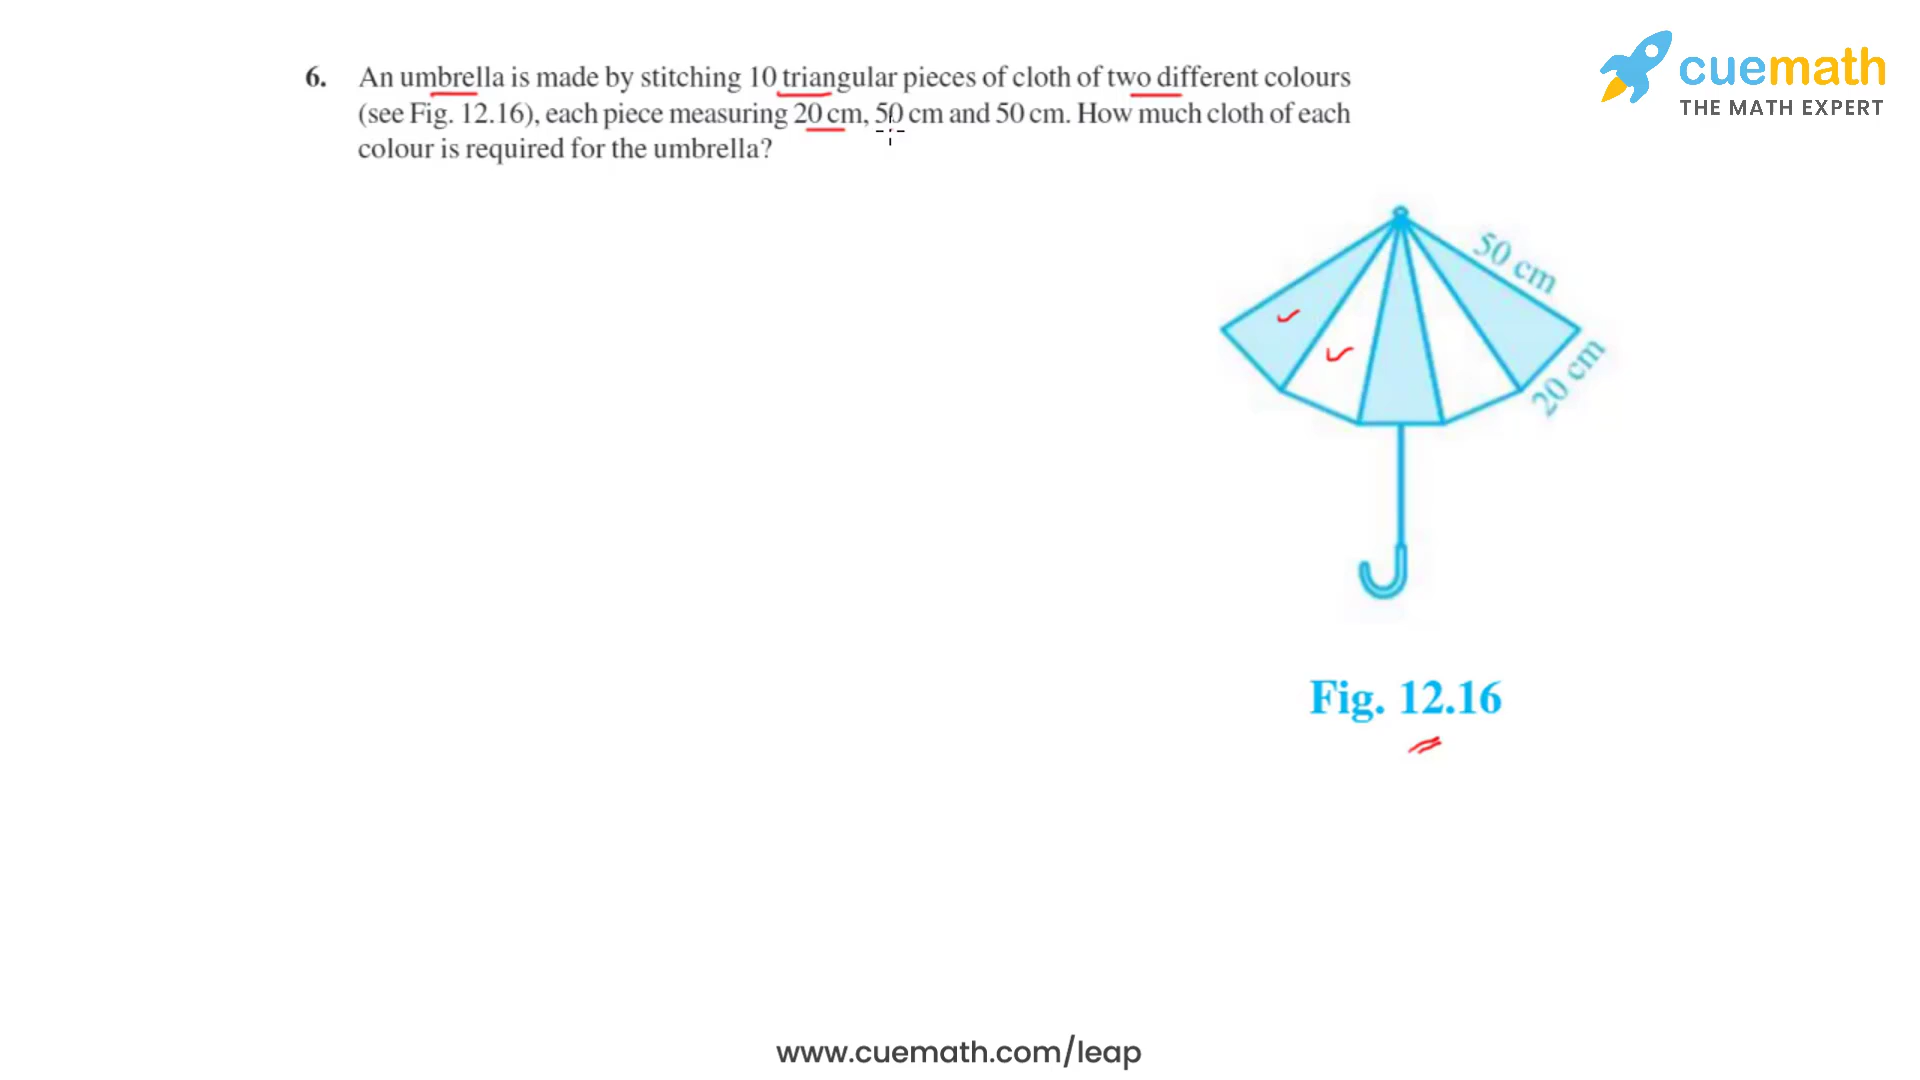 cuemath
THE MATH EXPERT
6. An umbrella is made by stitching 10 triangular pieces of cloth of two different colours
(see Fig. 12.16), each piece measuring 20 cm, 50 cm and 50 cm. How much cloth of each
colour is required for the umbrella?
50 cm
20 cm
Fig. 12.16
www.cuemath.com/leap